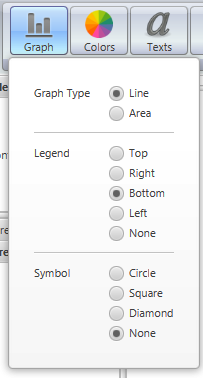 Graph Colors Texts
Graph Type Line
Area
Legend Top
Right
Bottom
Left
None
Symbol Circle
Square
Diamond
None